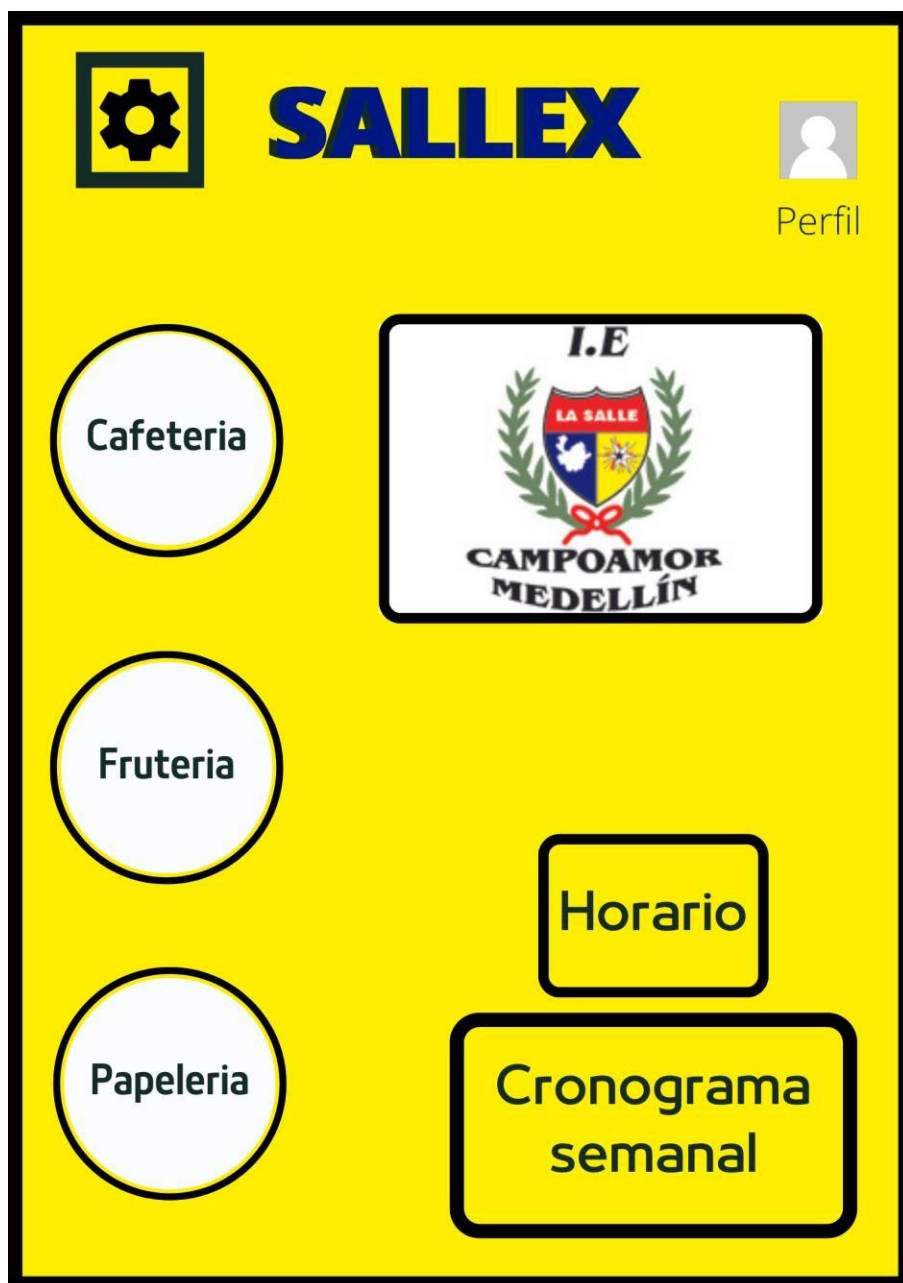 SALLEX
Perfil
Cafeteria
I.E
LA SALLE
CAMPOAMOR
MEDELLÍN
Fruteria
Horario
Papeleria
Cronograma
semanal